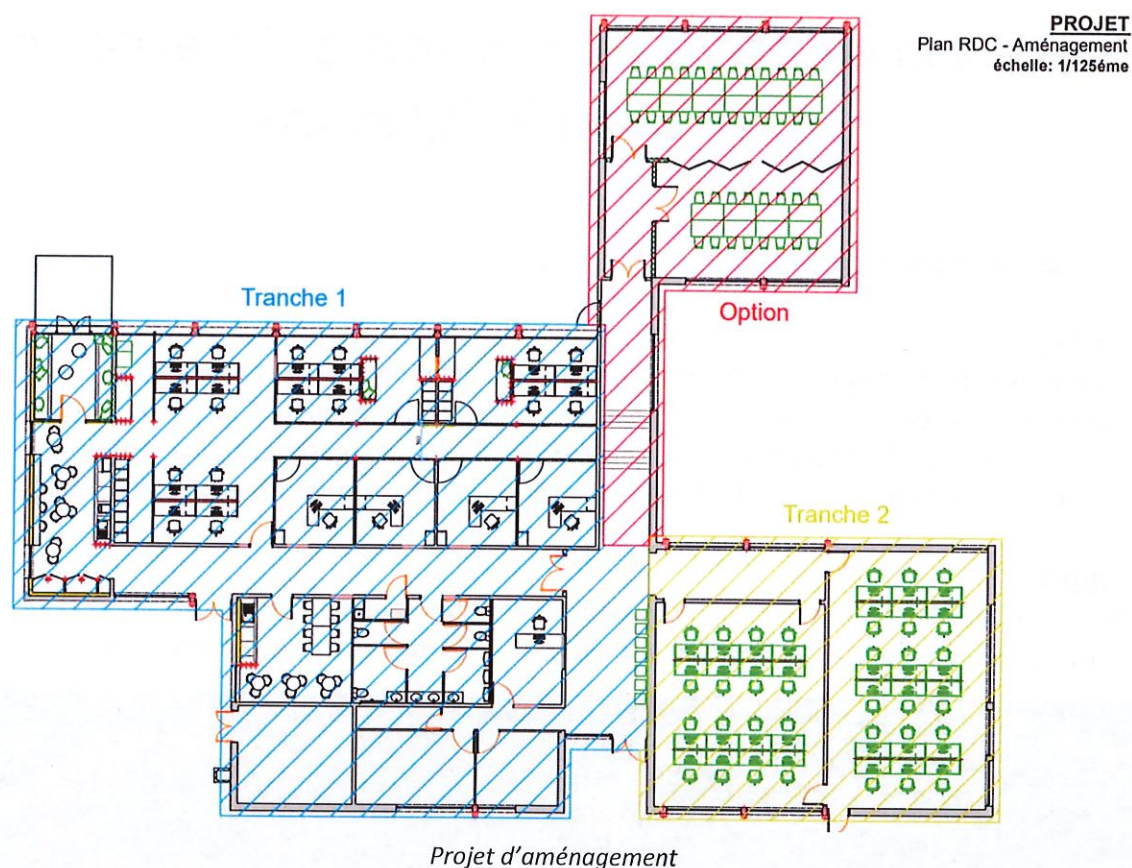 PROJET
Plan RDC - Aménagement
échelle: 1/125éme
Tranche 1
Option
Tranche 2
Projet d'aménagement